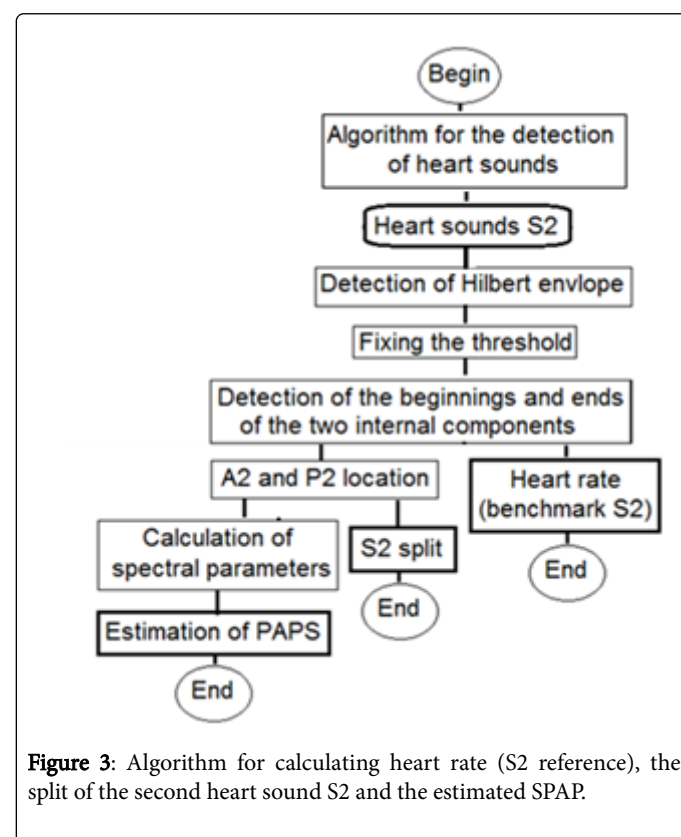 Begin
Algorithm for the detection
of heart sounds
Heart sounds S2
Detection of Hilbert envlope
Fixing the threshold
Detection of the beginnings and ends
of the two internal components
A2 and P2 location
Heart rate
(benchmark S2)
Calculation of
spectral parameters
S2 split
End
End
Estimation of PAPS
End
Figure 3: Algorithm for calculating heart rate (S2 reference), the
split of the second heart sound S2 and the estimated SPAP.